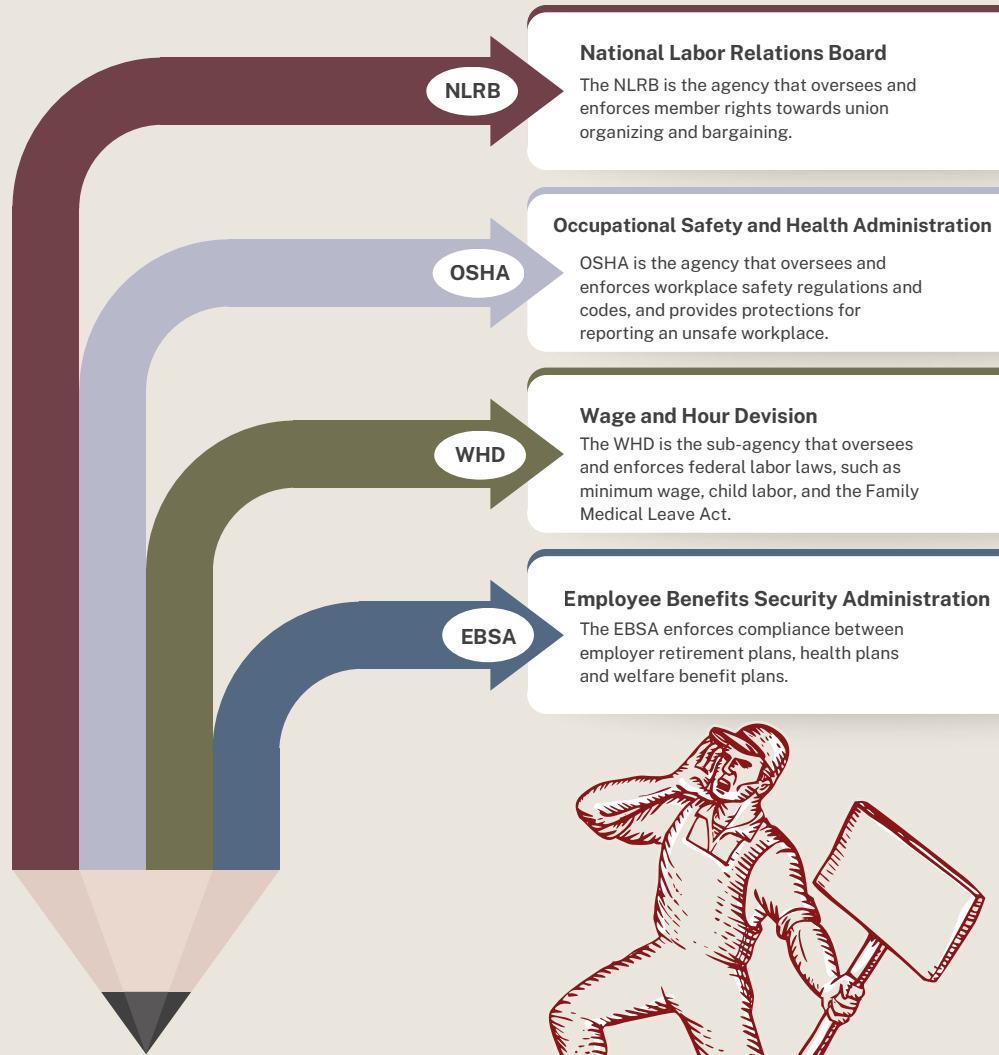 NLRB
National Labor Relations Board
The NLRB is the agency that oversees and
enforces member rights towards union
organizing and bargaining.
OSHA
Occupational Safety and Health Administration
OSHA is the agency that oversees and
enforces workplace safety regulations and
codes, and provides protections for
reporting an unsafe workplace.
WHD
Wage and Hour Devision
The WHD is the sub-agency that oversees
and enforces federal labor laws, such as
minimum wage, child labor, and the Family
Medical Leave Act.
EBSA
Employee Benefits Security Administration
The EBSA enforces compliance between
employer retirement plans, health plans
and welfare benefit plans.